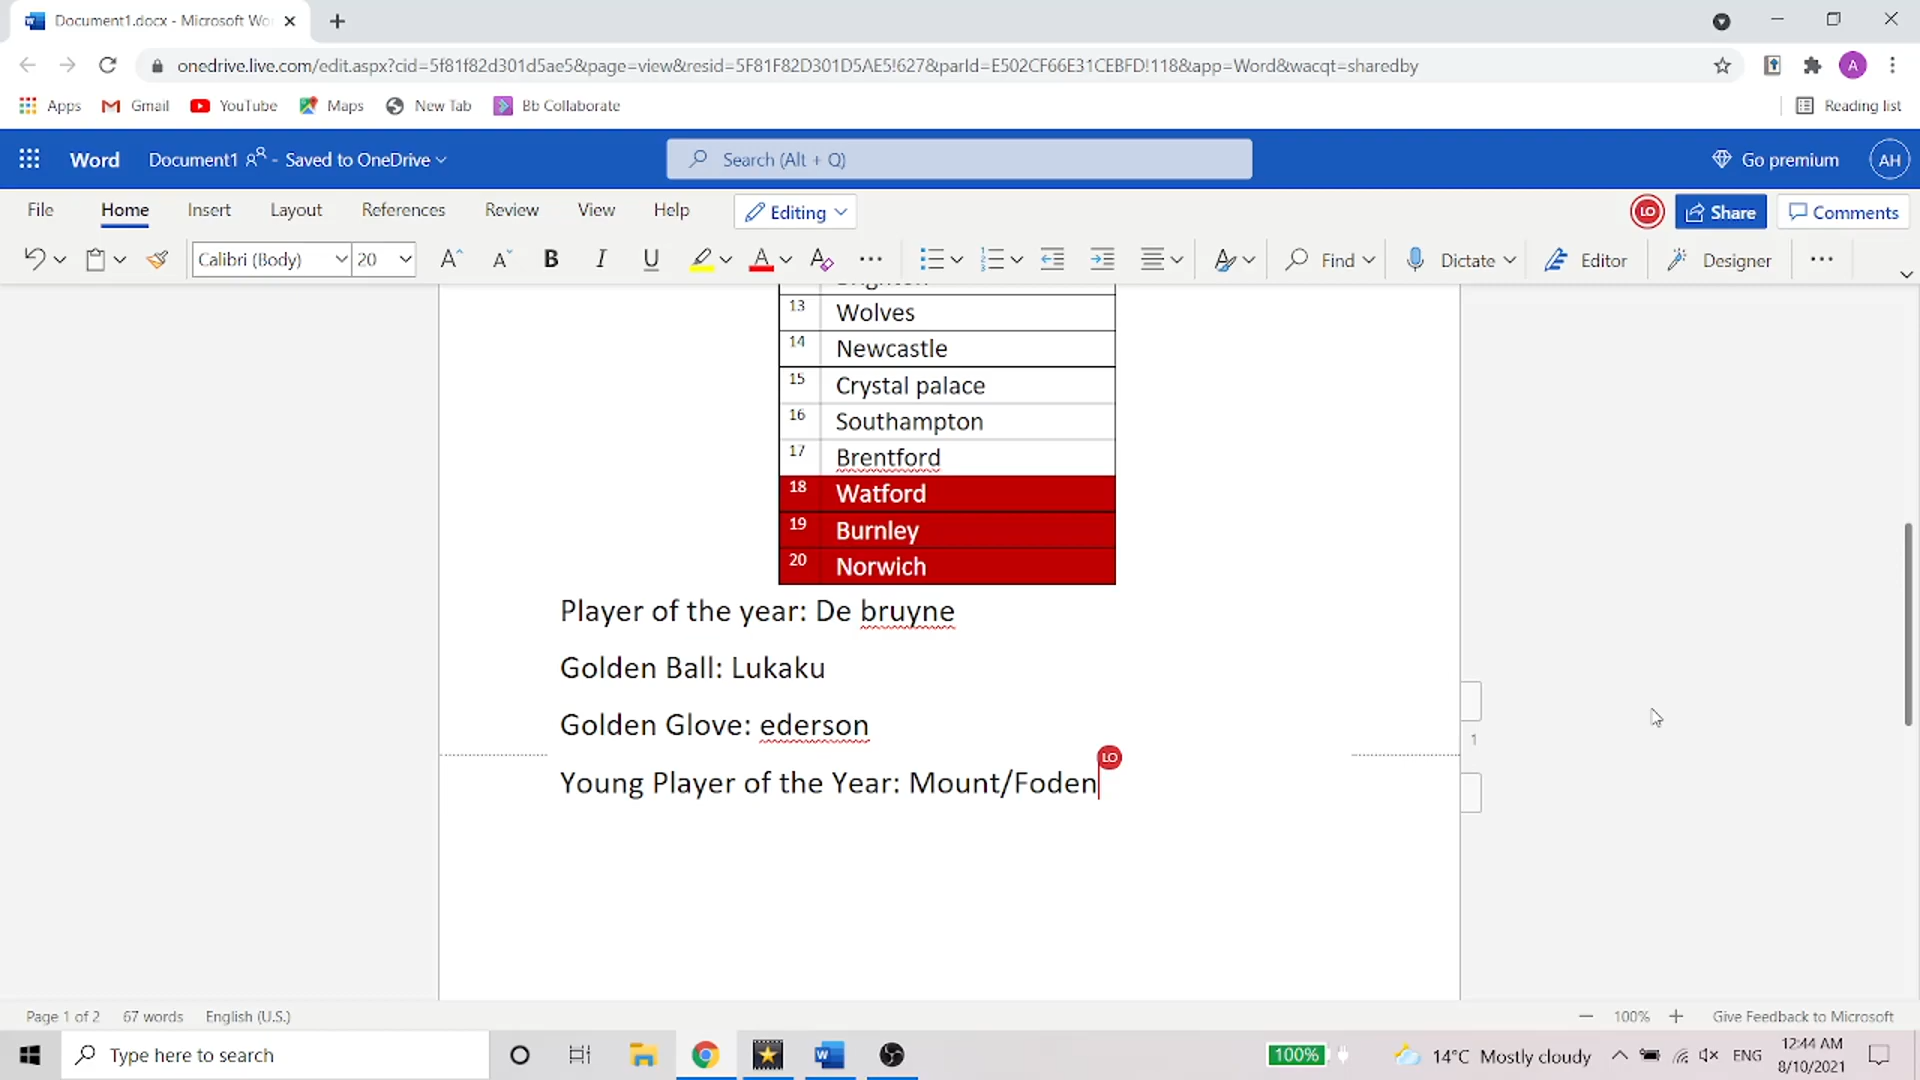 Document1.docx - Microsoft Wo
onedrive.live.com/edit.aspx?cid=5f81f82d301d5ae5&page=view&resid=5F81F82D301D5AE5!627&parId=E502CF66E31CEBFD!118&app=Word&wacqt=sharedby
A
Apps Gmail YouTube Maps New Tab Bb Collaborate Reading list
Word Document1 - Saved to OneDrive Search (Alt + Q) Go premium AH
File Home Insert Layout References Review View Help Editing LO Share Comments
Calibri (Body) 20 A A B I U A A Find Dictate Editor Designer
13 Wolves
14 Newcastle
15 Crystal palace
16 Southampton
17 Brentford
18 Watford
19 Burnley
20 Norwich
Player of the year: De bruyne
Golden Ball: Lukaku
Golden Glove: ederson
1
LO
Young Player of the Year: Mount/Foden
Page 1 of 2 67 words English (U.S.) 100% Give Feedback to Microsoft
Type here to search 100% 14°C Mostly cloudy ENG 12:44 AM
8/10/2021